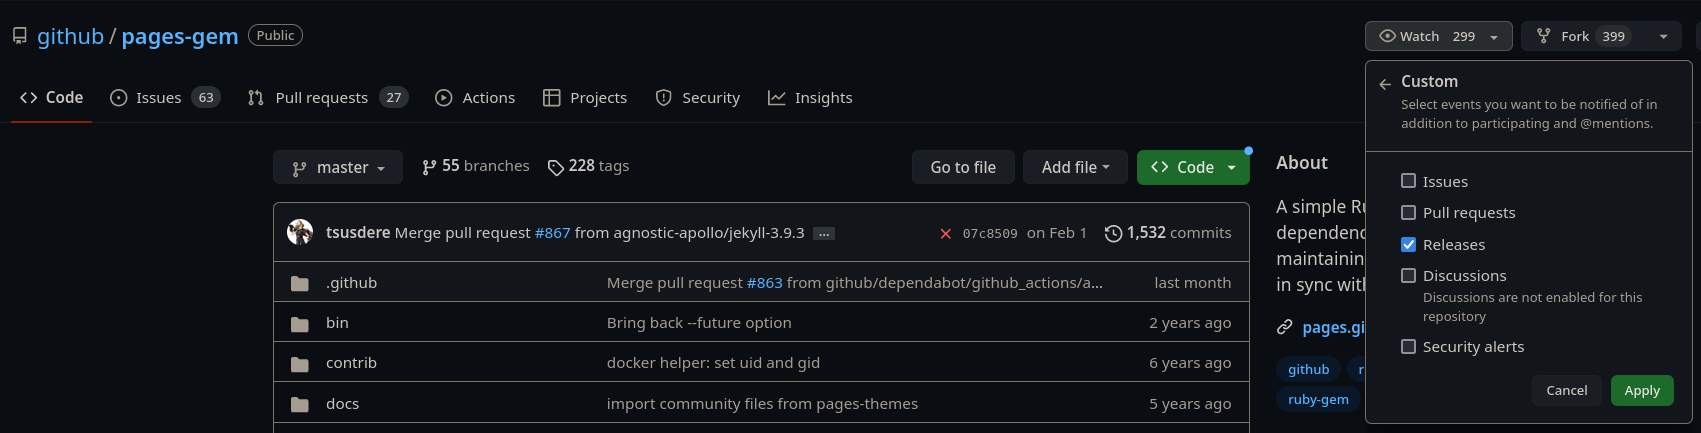 github / pages-gem Public
Watch 299
Fork 399
Code
Issues 63
Pull requests 27
Actions
Projects
Security
Insights
master
55 branches
228 tags
Go to file
Add file
Code
tsusdere Merge pull request #867 from agnostic-apollo/jekyll-3.9.3 ...
07c8509 on Feb 1
1,532 commits
.github Merge pull request #863 from github/dependabot/github_actions/a... last month
bin Bring back --future option 2 years ago
contrib docker helper: set uid and gid 6 years ago
docs import community files from pages-themes 5 years ago
About
A simple Ru
dependenc
maintaining
in sync with
pages.gi
github r
ruby-gem
Custom
Select events you want to be notified of in
addition to participating and @mentions.
Issues
Pull requests
Releases
Discussions
Discussions are not enabled for this
repository
Security alerts
Cancel Apply